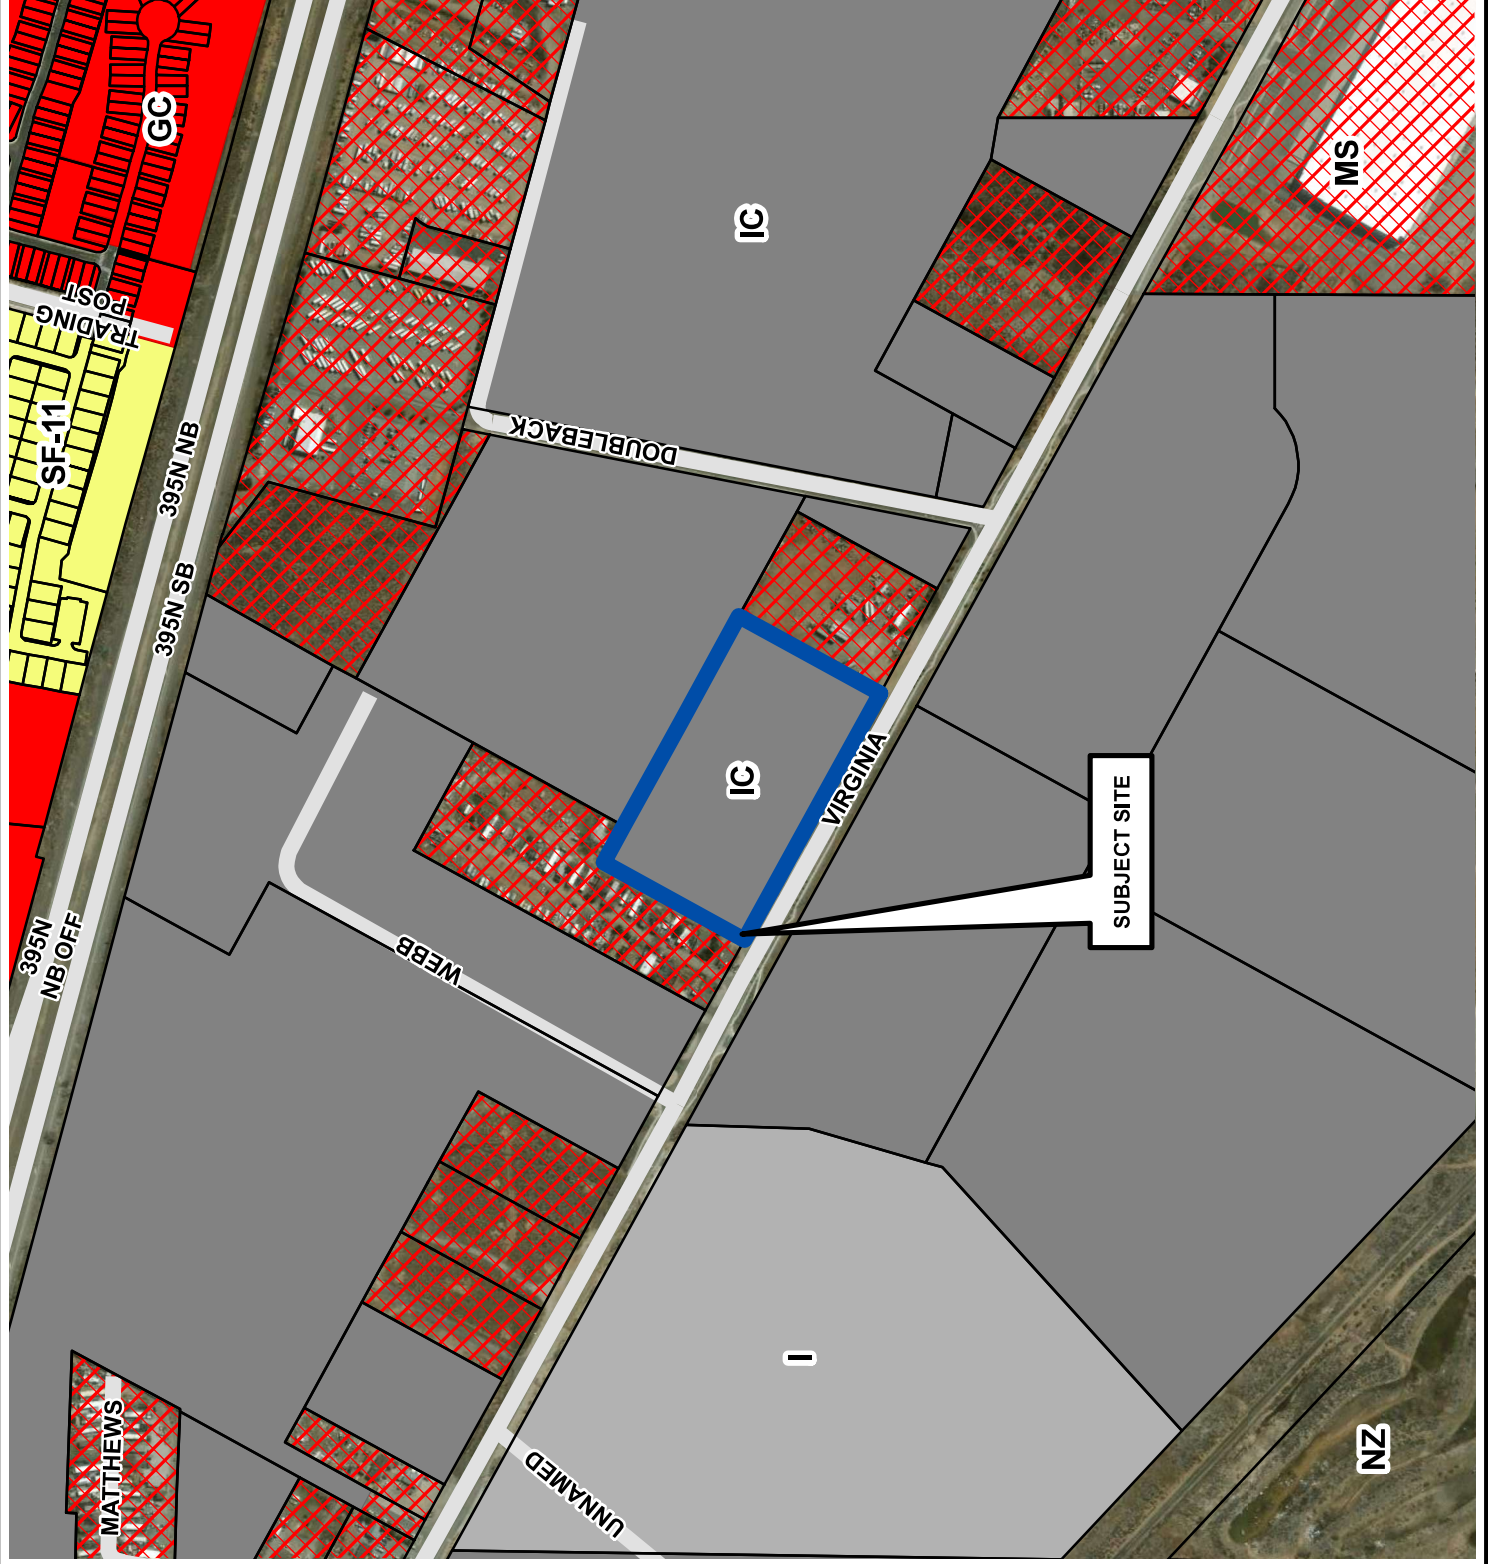 GC
TRADING
POST
SF-11
395N NB
395N SB
395N
NB OFF
IC
MS
DOUBLEBACK
IC
VIRGINIA
SUBJECT SITE
WEBB
I
MATTHEWS
UNNAMED
NZ